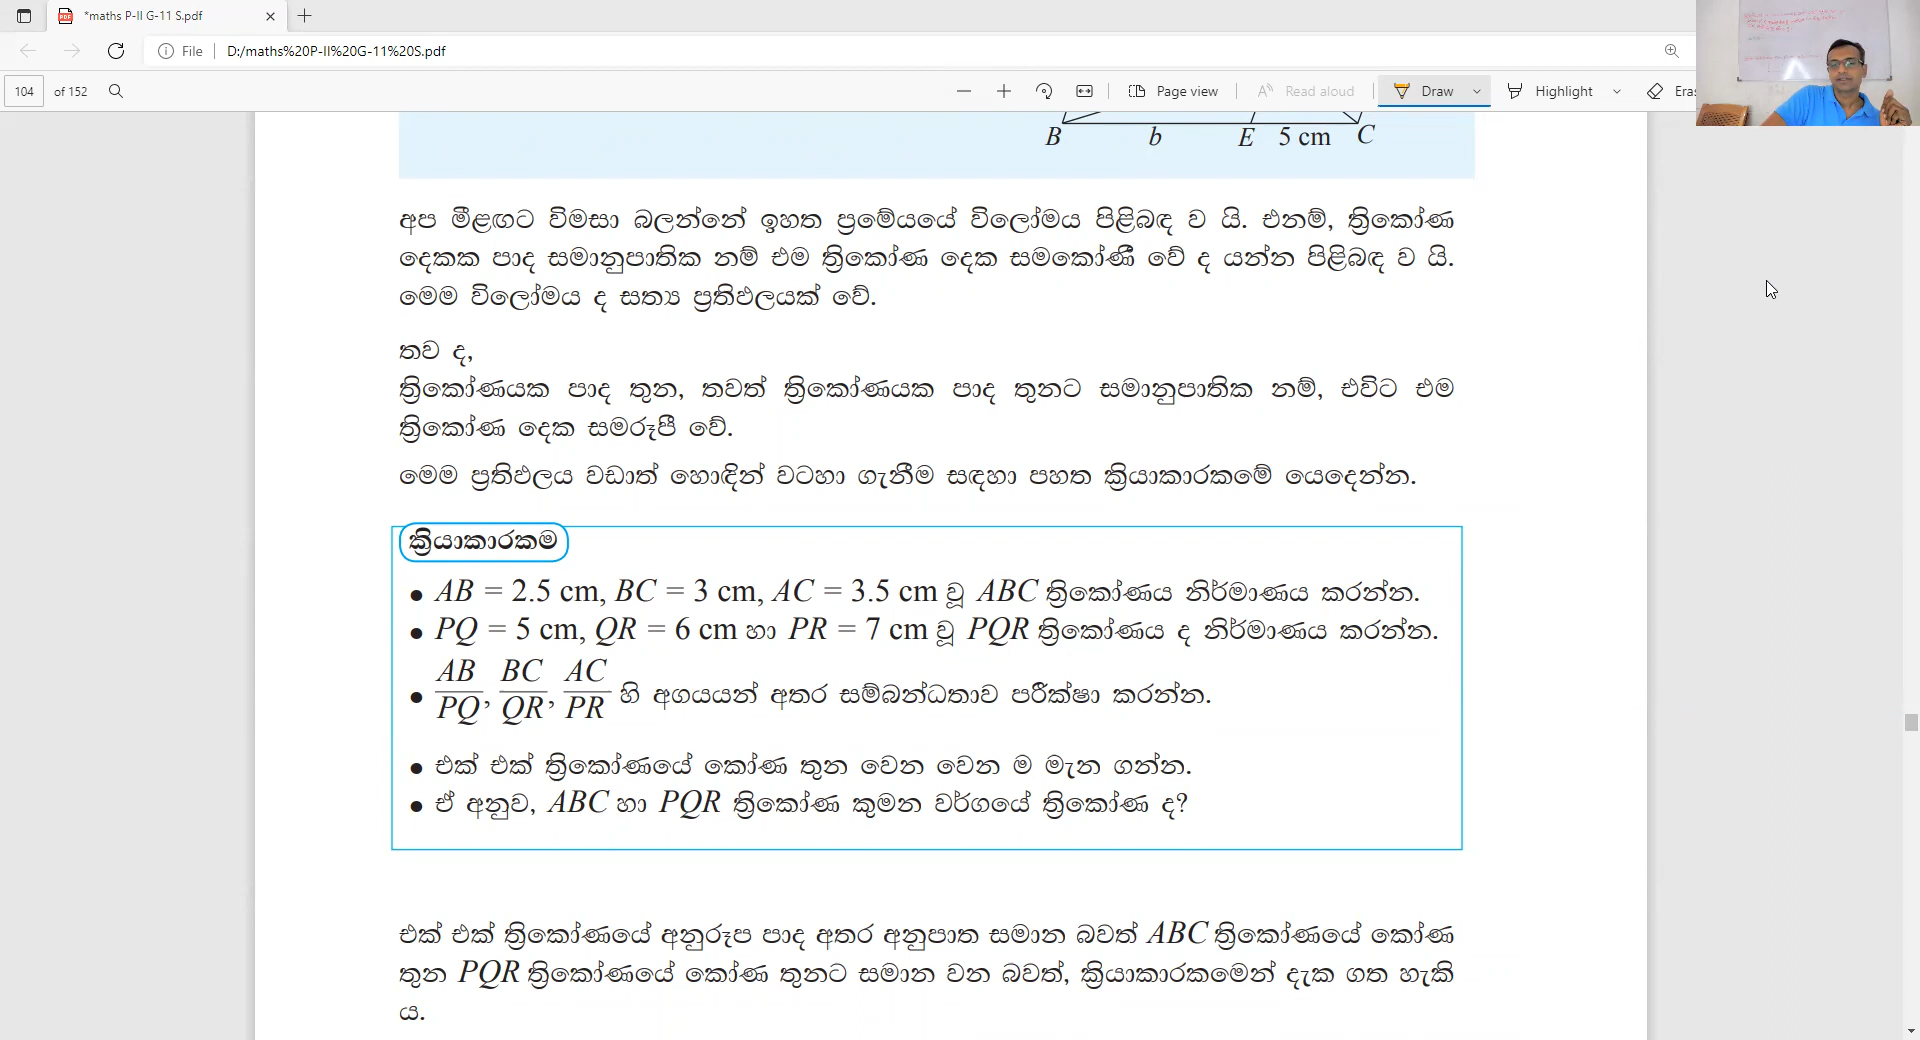 *maths P-II G-11 S.pdf
File
D:/maths%20P-II%20G-11%20S.pdf
104 of 152
Page view
Read aloud
Draw
Highlight
Eras
B b E 5 cm C
අප මීළඟට විමසා බලන්නේ ඉහත ප්‍රමේයයේ විලෝමය පිළිබඳ ව යි. එනම්, ත්‍රිකෝණ
දෙකක පාද සමානුපාතික නම් එම ත්‍රිකෝණ දෙක සමකෝණී වේ ද යන්න පිළිබඳ ව යි.
මෙම විලෝමය ද සත්‍ය ප්‍රතිඵලයක් වේ.
තව ද,
ත්‍රිකෝණයක පාද තුන, තවත් ත්‍රිකෝණයක පාද තුනට සමානුපාතික නම්, එවිට එම
ත්‍රිකෝණ දෙක සමරූපී වේ.
මෙම ප්‍රතිඵලය වඩාත් හොඳින් වටහා ගැනීම සඳහා පහත ක්‍රියාකාරකමේ යෙදෙන්න.
ක්‍රියාකාරකම
● AB = 2.5 cm, BC = 3 cm, AC = 3.5 cm වූ ABC ත්‍රිකෝණය නිර්මාණය කරන්න.
● PQ = 5 cm, QR = 6 cm හා PR = 7 cm වූ PQR ත්‍රිකෝණය ද නිර්මාණය කරන්න.
● AB/PQ, BC/QR, AC/PR හි අගයයන් අතර සම්බන්ධතාව පරීක්ෂා කරන්න.
● එක් එක් ත්‍රිකෝණයේ කෝණ තුන වෙන වෙන ම මැන ගන්න.
● ඒ අනුව, ABC හා PQR ත්‍රිකෝණ කුමන වර්ගයේ ත්‍රිකෝණ ද?
එක් එක් ත්‍රිකෝණයේ අනුරූප පාද අතර අනුපාත සමාන බවත් ABC ත්‍රිකෝණයේ කෝණ
තුන PQR ත්‍රිකෝණයේ කෝණ තුනට සමාන වන බවත්, ක්‍රියාකාරකමෙන් දැක ගත හැකි
ය.